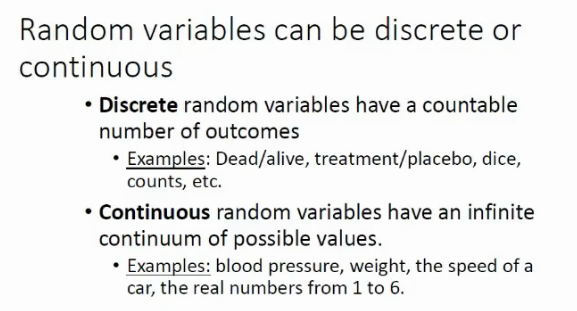 Random variables can be discrete or
continuous
• Discrete random variables have a countable
number of outcomes
• Examples: Dead/alive, treatment/placebo, dice,
counts, etc.
• Continuous random variables have an infinite
continuum of possible values.
• Examples: blood pressure, weight, the speed of a
car, the real numbers from 1 to 6.